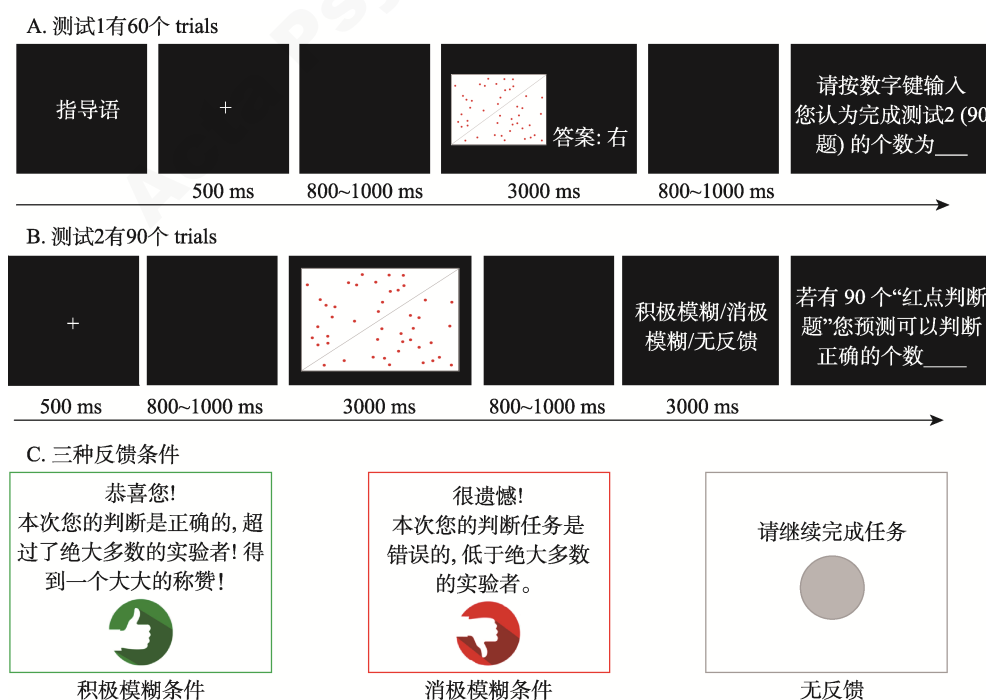 A. 测试1有60个 trials
指导语
+
答案: 右
请按数字键输入
您认为完成测试2 (90
题) 的个数为___
500 ms
800~1000 ms
3000 ms
800~1000 ms
B. 测试2有90个 trials
+
积极模糊/消极
模糊/无反馈
若有 90 个“红点判断
题”您预测可以判断
正确的个数____
500 ms
800~1000 ms
3000 ms
800~1000 ms
3000 ms
C. 三种反馈条件
恭喜您!
本次您的判断是正确的, 超
过了绝大多数的实验者! 得
到一个大大的称赞!
积极模糊条件
很遗憾!
本次您的判断任务是
错误的, 低于绝大多数
的实验者。
消极模糊条件
请继续完成任务
无反馈